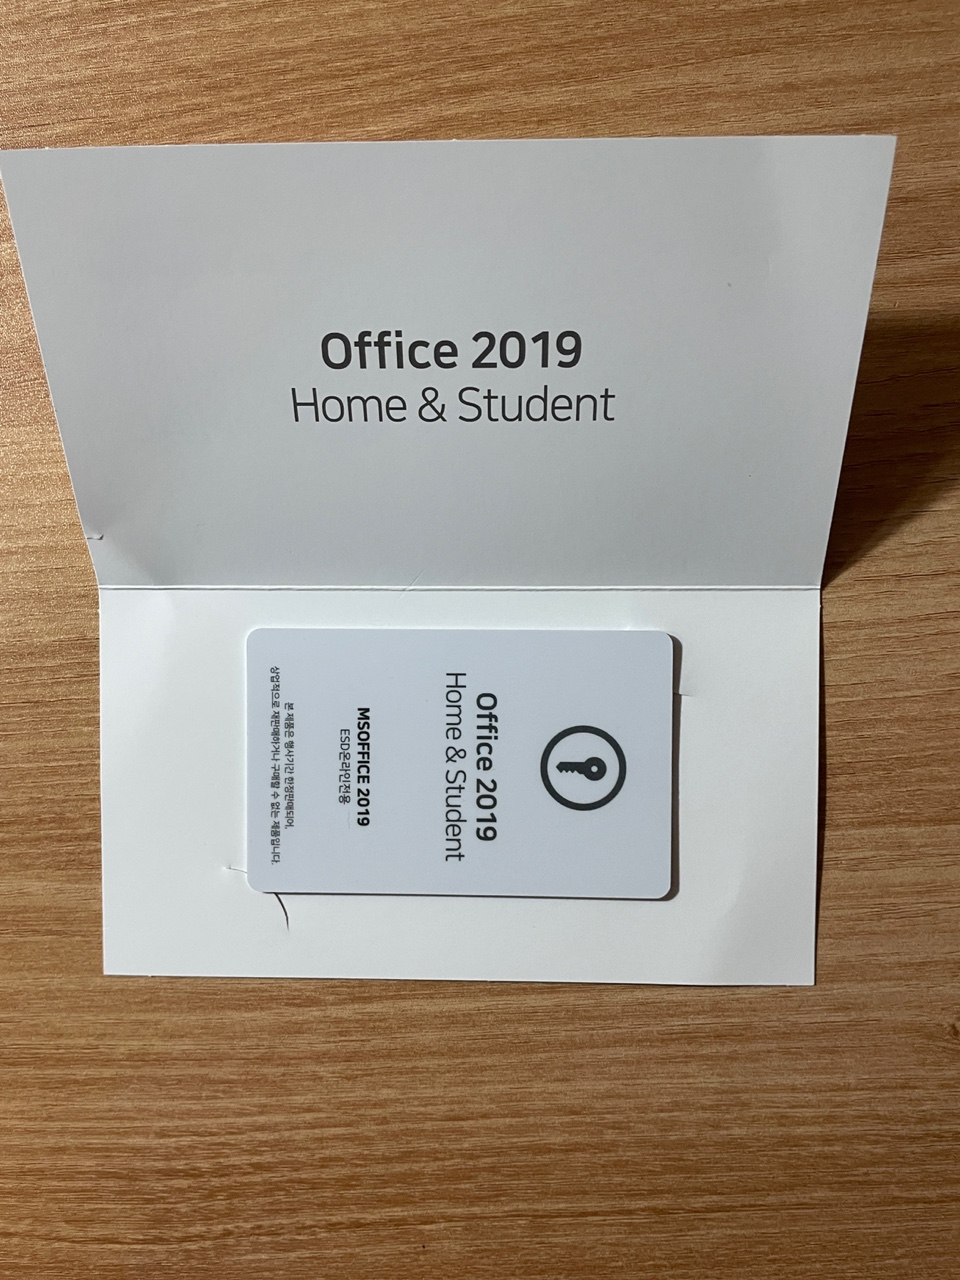 Office 2019
Home & Student
Office 2019
Home & Student
MSOFFICE 2019
ESD온라인전용
본 제품은 행사기간 한정판매되어,
상업적으로 재판매하거나 구매할 수 없는 제품입니다.